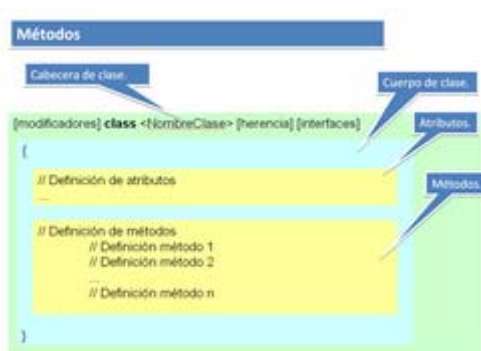 Métodos
Cabecera de clase.
Cuerpo de clase.
[modificadores] class <NombreClase> [herencia] [interfaces]
Atributos.
{
// Definición de atributos
...
Métodos.
// Definición de métodos
// Definición método 1
// Definición método 2
...
// Definición método n
}